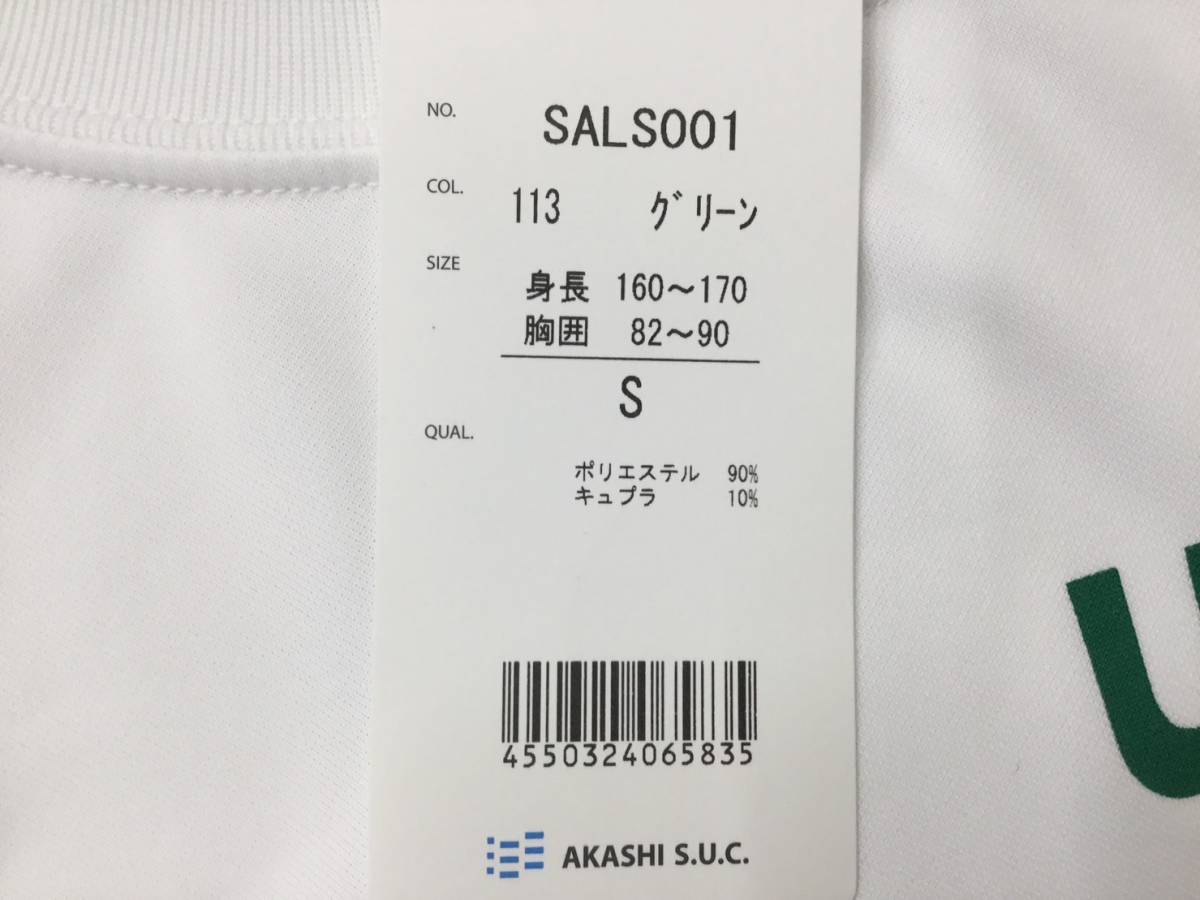 NO. SALS001
COL. 113 グリーン
SIZE
身長 160～170
胸囲 82～90
S
QUAL.
ポリエステル 90%
キュプラ 10%
4550324065835
AKASHI S.U.C.
U